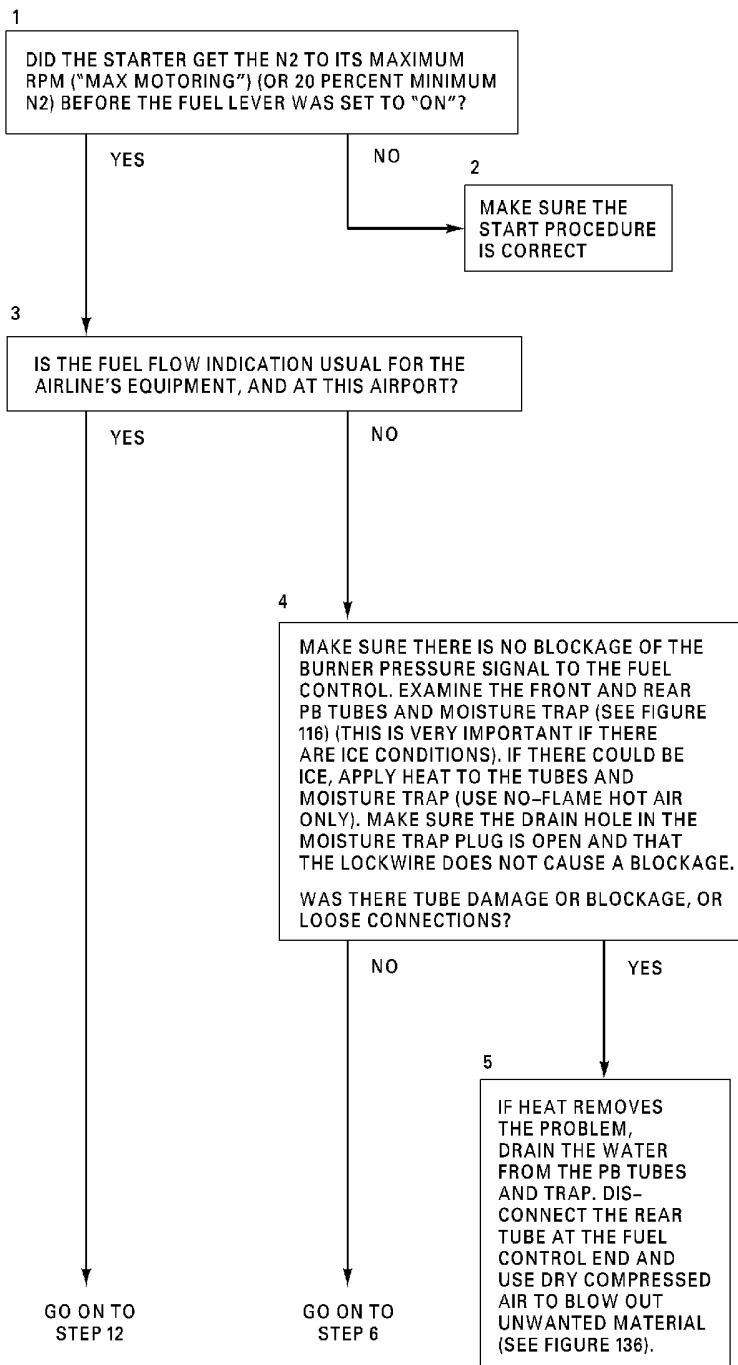 1
DID THE STARTER GET THE N2 TO ITS MAXIMUM
RPM ("MAX MOTORING") (OR 20 PERCENT MINIMUM
N2) BEFORE THE FUEL LEVER WAS SET TO "ON"?
YES
NO
2
MAKE SURE THE
START PROCEDURE
IS CORRECT
3
IS THE FUEL FLOW INDICATION USUAL FOR THE
AIRLINE'S EQUIPMENT, AND AT THIS AIRPORT?
YES
NO
4
MAKE SURE THERE IS NO BLOCKAGE OF THE
BURNER PRESSURE SIGNAL TO THE FUEL
CONTROL. EXAMINE THE FRONT AND REAR
PB TUBES AND MOISTURE TRAP (SEE FIGURE
116) (THIS IS VERY IMPORTANT IF THERE
ARE ICE CONDITIONS). IF THERE COULD BE
ICE, APPLY HEAT TO THE TUBES AND
MOISTURE TRAP (USE NO-FLAME HOT AIR
ONLY). MAKE SURE THE DRAIN HOLE IN THE
MOISTURE TRAP PLUG IS OPEN AND THAT
THE LOCKWIRE DOES NOT CAUSE A BLOCKAGE.
WAS THERE TUBE DAMAGE OR BLOCKAGE, OR
LOOSE CONNECTIONS?
NO
YES
5
IF HEAT REMOVES
THE PROBLEM,
DRAIN THE WATER
FROM THE PB TUBES
AND TRAP. DIS-
CONNECT THE REAR
TUBE AT THE FUEL
CONTROL END AND
USE DRY COMPRESSED
AIR TO BLOW OUT
UNWANTED MATERIAL
(SEE FIGURE 136).
GO ON TO
STEP 12
GO ON TO
STEP 6